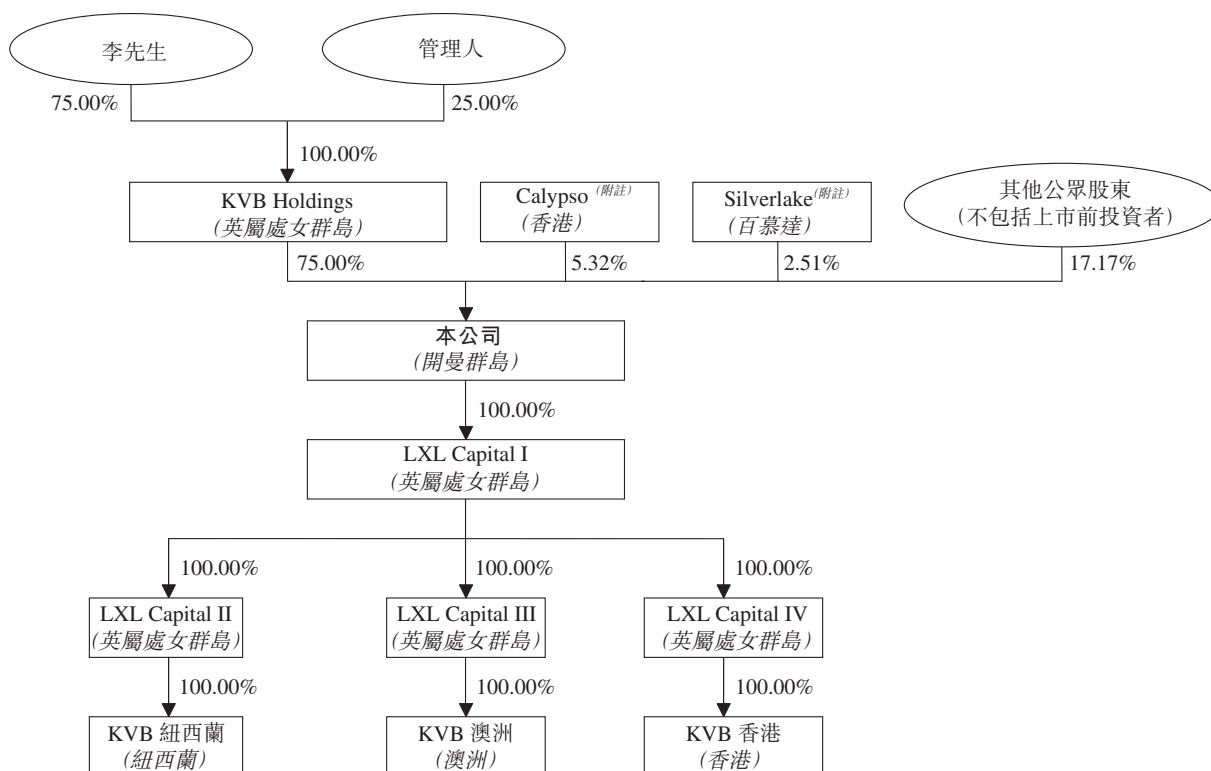 李先生
管理人
75.00%
25.00%
100.00%
KVB Holdings
(英屬處女群島)
Calypso (附註)
(香港)
Silverlake (附註)
(百慕達)
其他公眾股東
(不包括上市前投資者)
75.00%
5.32%
2.51%
17.17%
本公司
(開曼群島)
100.00%
LXL Capital I
(英屬處女群島)
100.00%
100.00%
100.00%
LXL Capital II
(英屬處女群島)
LXL Capital III
(英屬處女群島)
LXL Capital IV
(英屬處女群島)
100.00%
100.00%
100.00%
KVB 紐西蘭
(紐西蘭)
KVB 澳洲
(澳洲)
KVB 香港
(香港)